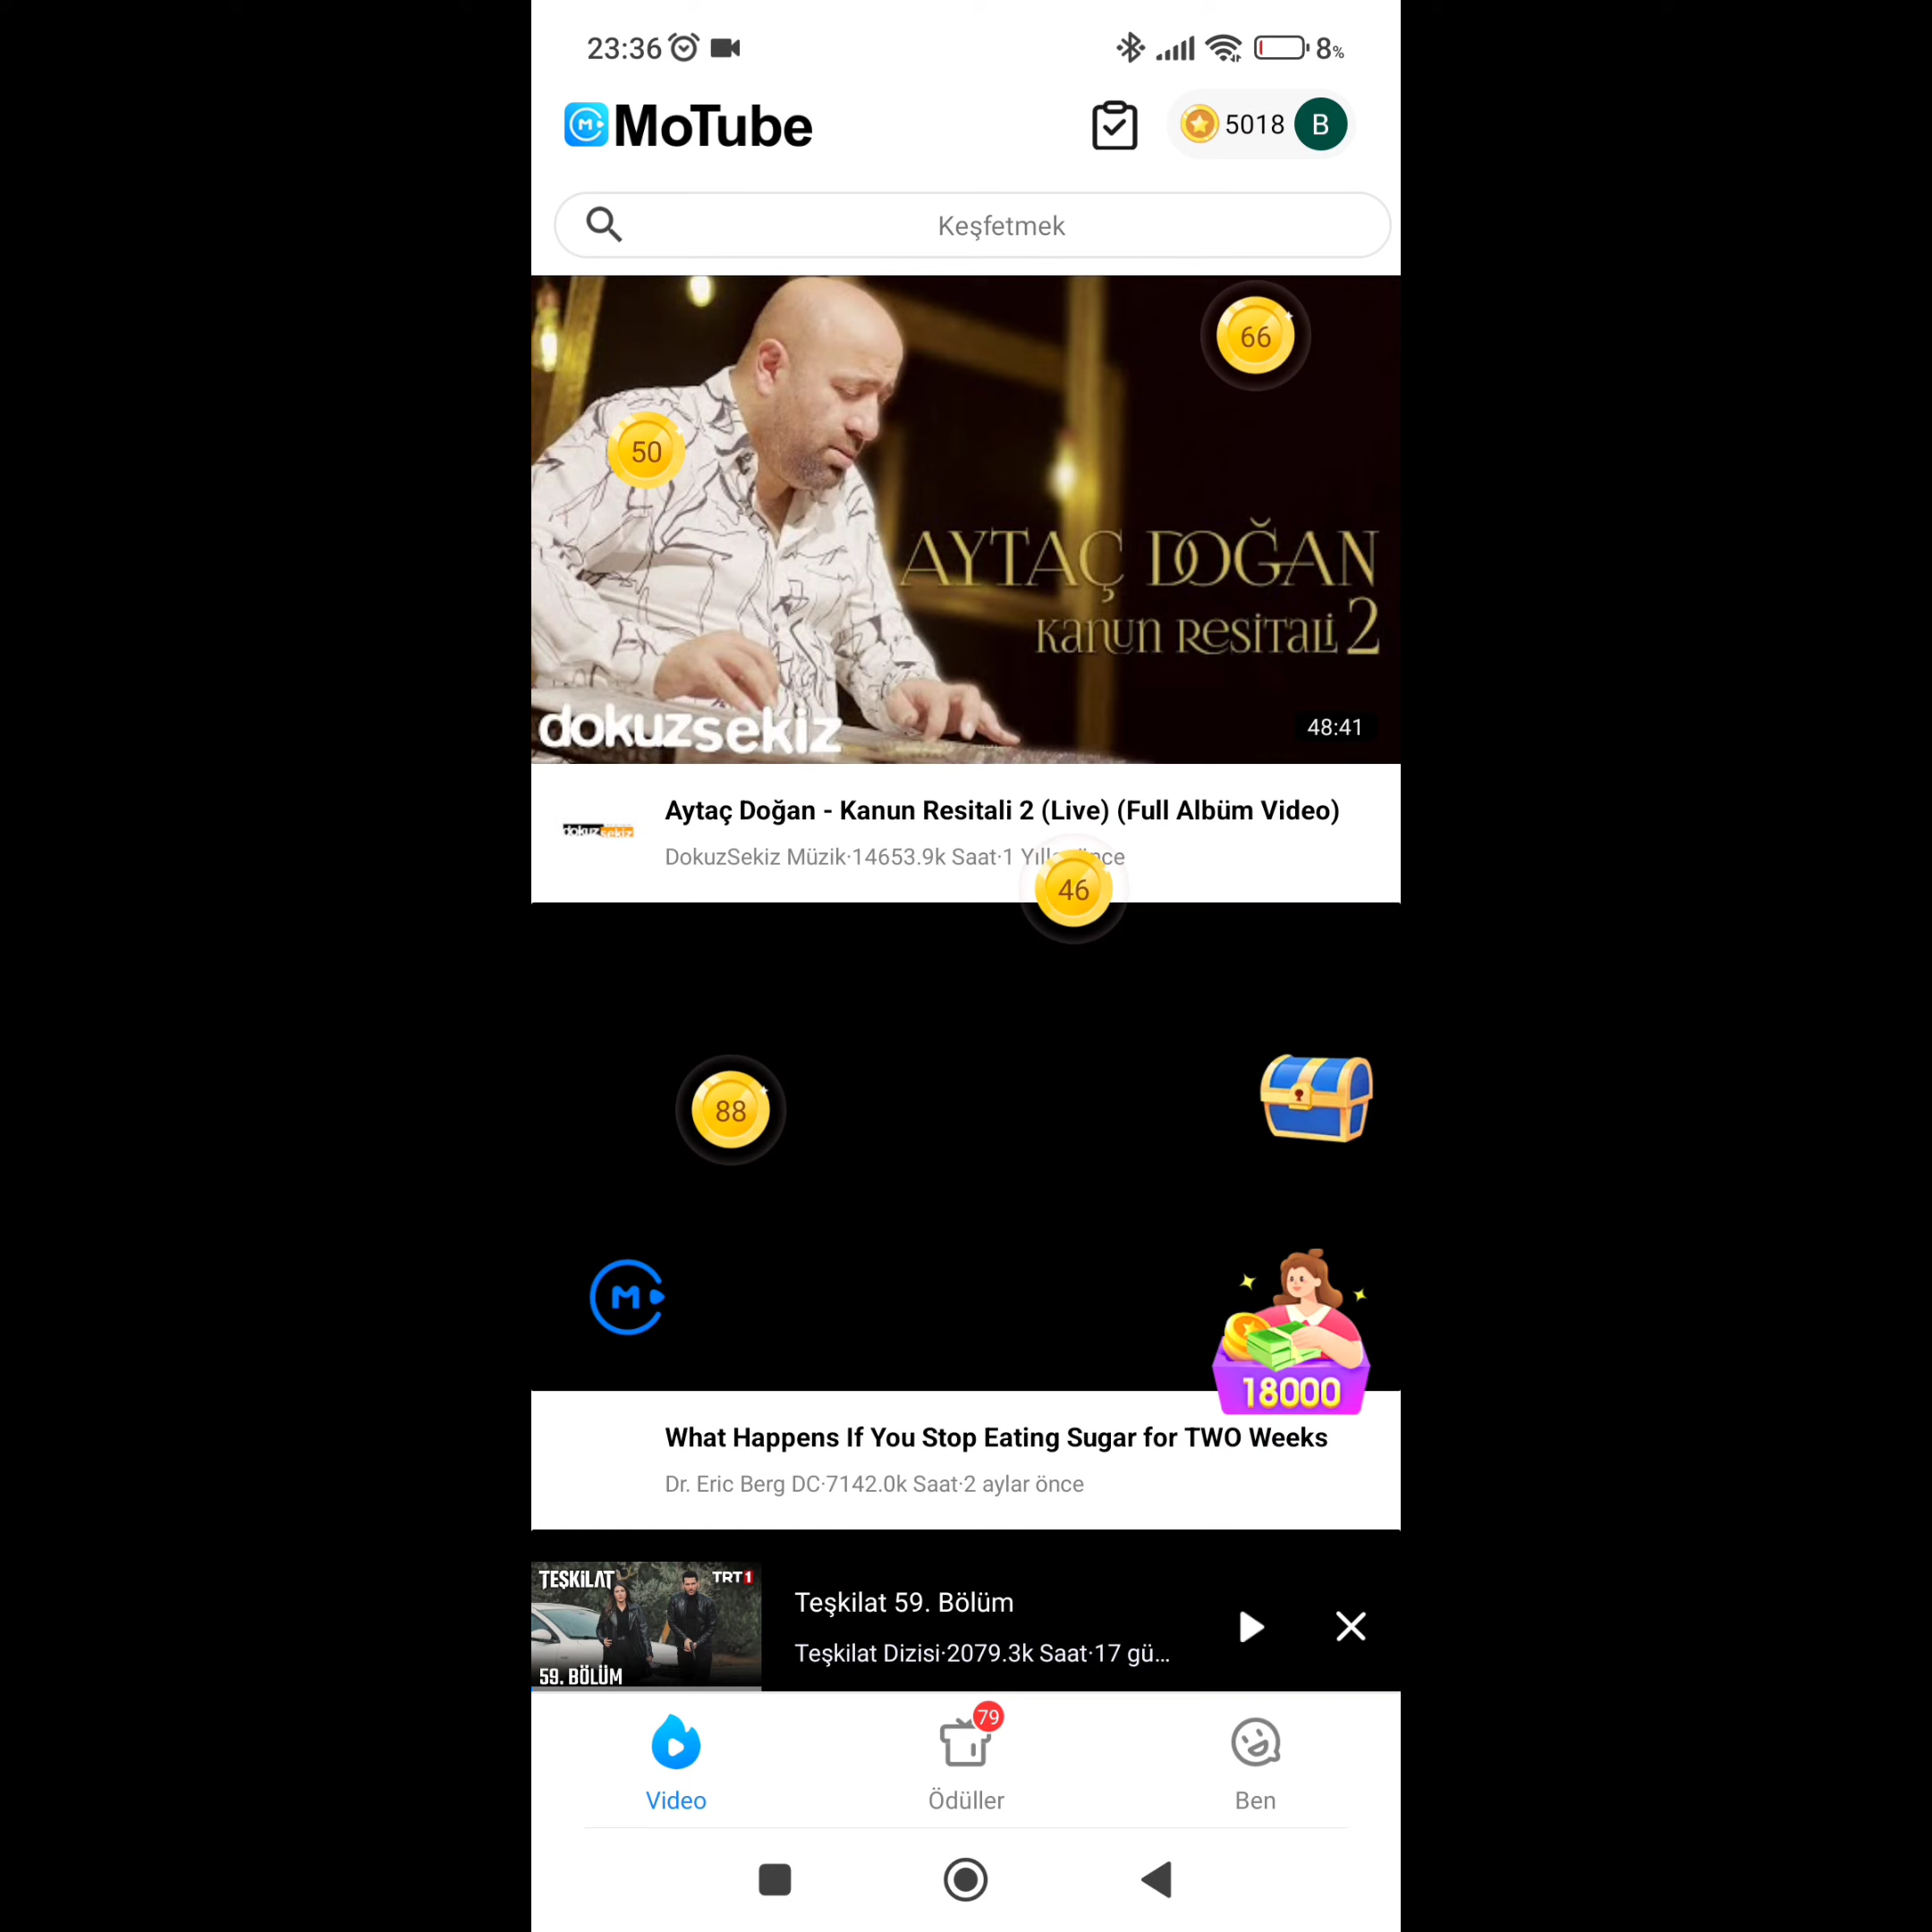 23:36
8%
MoTube
5018
B
Keşfetmek
66
50
AYTAÇ DOĞAN
Kanun Resitali 2
dokuzsekiz
48:41
Aytaç Doğan - Kanun Resitali 2 (Live) (Full Albüm Video)
dokuzsekiz
DokuzSekiz Müzik·14653.9k Saat·1 önce
46
88
M
18000
What Happens If You Stop Eating Sugar for TWO Weeks
Dr. Eric Berg DC·7142.0k Saat·2 aylar önce
TEŞKİLAT
TRT1
59. BÖLÜM
Teşkilat 59. Bölüm
Teşkilat Dizisi·2079.3k Saat·17 gü...
79
Video
Ödüller
Ben